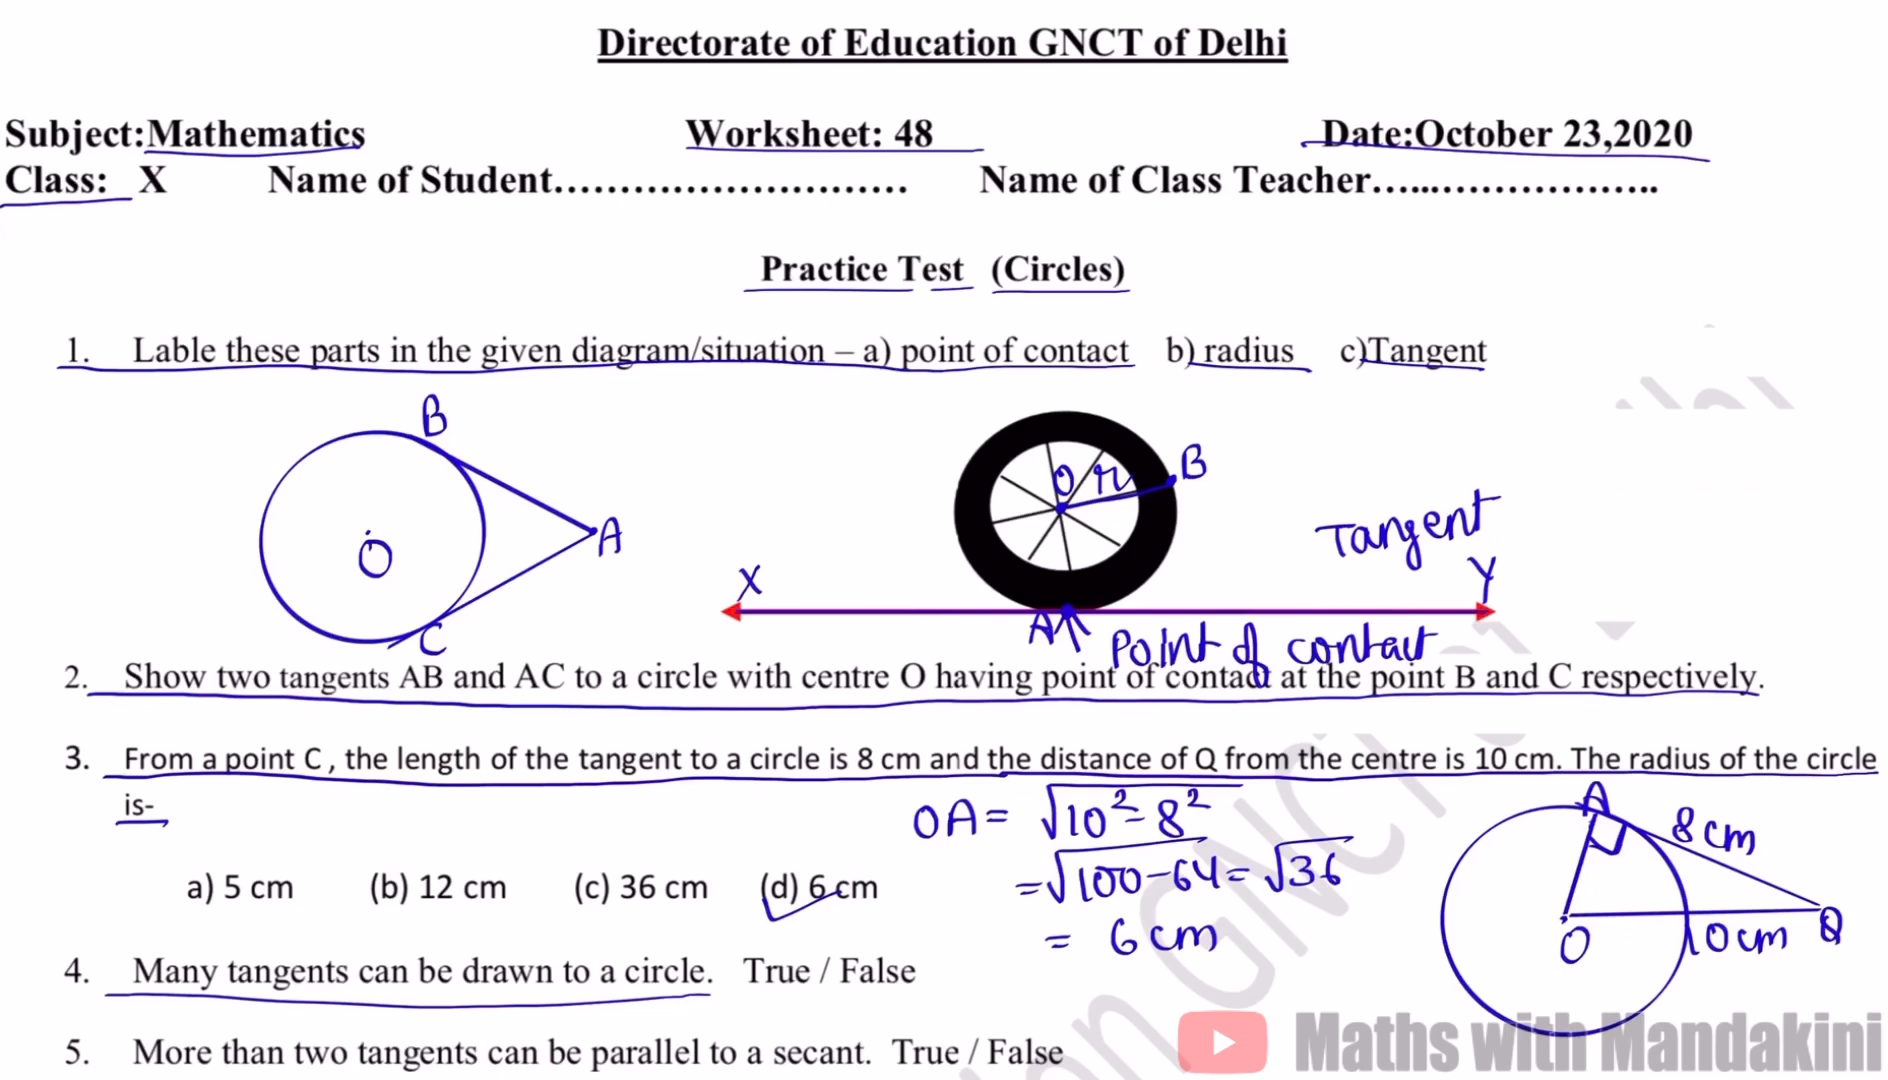 Directorate of Education GNCT of Delhi
Subject:Mathematics Worksheet: 48 Date:October 23,2020
Class: X Name of Student........................... Name of Class Teacher......................
Practice Test (Circles)
1. Lable these parts in the given diagram/situation – a) point of contact b) radius c)Tangent
B
O
A
C
O r B
Tangent
X Y
A Point of contact
2. Show two tangents AB and AC to a circle with centre O having point of contact at the point B and C respectively.
3. From a point C , the length of the tangent to a circle is 8 cm and the distance of Q from the centre is 10 cm. The radius of the circle
is-
OA = √10² - 8²
= √100-64 = √36
= 6 cm
a) 5 cm (b) 12 cm (c) 36 cm (d) 6 cm
A 8 cm
O 10 cm Q
4. Many tangents can be drawn to a circle. True / False
5. More than two tangents can be parallel to a secant. True / False
Maths with Mandakini